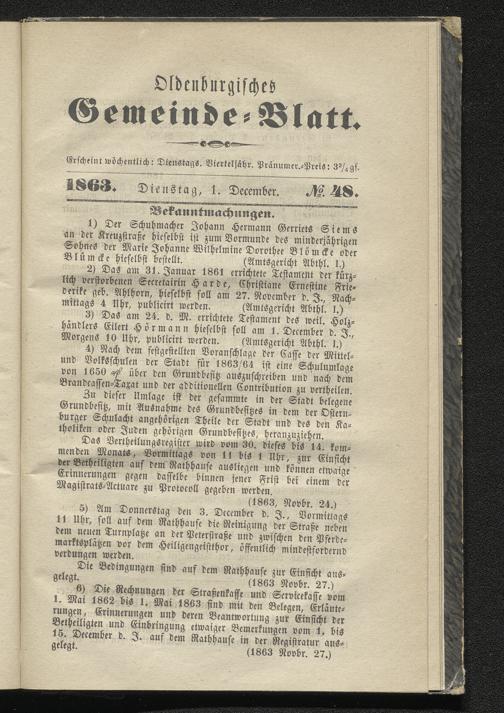 Oldenburgisches
Gemeinde-Blatt.
Erscheint wöchentlich: Dienstags. Vierteljähr. Pränumer.-Preis: 3¾ gs.
1863. Dienstag, 1. December. No. 48.
Bekanntmachungen.
1) Der Schuhmacher Johann Hermann Gerriets Siems
an der Kreuzstraße hieselbst ist zum Vormunde des minderjährigen
Sohnes der Marie Johanne Wilhelmine Dorothee Blömcke oder
Blümcke hieselbst bestellt. (Amtsgericht Abthl. I.)
2) Das am 31. Januar 1861 errichtete Testament der kürz-
lich verstorbenen Secretairin Harde, Christiane Ernestine Frie-
derike geb. Ahlhorn, hieselbst soll am 27. November d. J., Nach-
mittags 4 Uhr, publicirt werden. (Amtsgericht Abthl. I.)
3) Das am 24. d. M. errichtete Testament des weil. Holz-
händlers Eilert Hörmann hieselbst soll am 1. December d. J.,
Morgens 10 Uhr, publicirt werden. (Amtsgericht Abthl. I.)
4) Nach dem festgestellten Voranschlage der Casse der Mittel-
und Volksschulen der Stadt für 1863/64 ist eine Schulumlage
von 1650 ₰ über den Grundbesitz auszuschreiben und nach dem
Brandcassen-Taxat und der additionellen Contribution zu vertheilen.
Zu dieser Umlage ist der gesammte in der Stadt belegene
Grundbesitz, mit Ausnahme des Grundbesitzes in dem der Ostern-
burger Schulacht angehörigen Theile der Stadt und des den Ka-
tholiken oder Juden gehörigen Grundbesitzes, heranzuziehen.
Das Vertheilungsregister wird vom 30. dieses bis 14. kom-
menden Monats, Vormittags von 11 bis 1 Uhr, zur Einsicht
der Betheiligten auf dem Rathhause ausliegen und können etwaige
Erinnerungen gegen dasselbe binnen jener Frist bei einem der
Magistrats-Actuare zu Protocoll gegeben werden.
(1863, Novbr. 24.)
5) Am Donnerstag den 3. December d. J., Vormittags
11 Uhr, soll auf dem Rathhause die Reinigung der Straße neben
dem neuen Turnplatze an der Peterstraße und zwischen den Pferde-
marktsplätzen vor dem Heiligengeistthor, öffentlich mindestfordernd
verdungen werden.
Die Bedingungen sind auf dem Rathhause zur Einsicht aus-
gelegt. (1863 Novbr. 27.)
6) Die Rechnungen der Straßenkasse und Servicekasse vom
1. Mai 1862 bis 1. Mai 1863 sind mit den Belegen, Erläute-
rungen, Erinnerungen und deren Beantwortung zur Einsicht der
Betheiligten und Einbringung etwaiger Bemerkungen vom 1. bis
15. December d. J. auf dem Rathhause in der Registratur aus-
gelegt. (1863 Novbr. 27.)